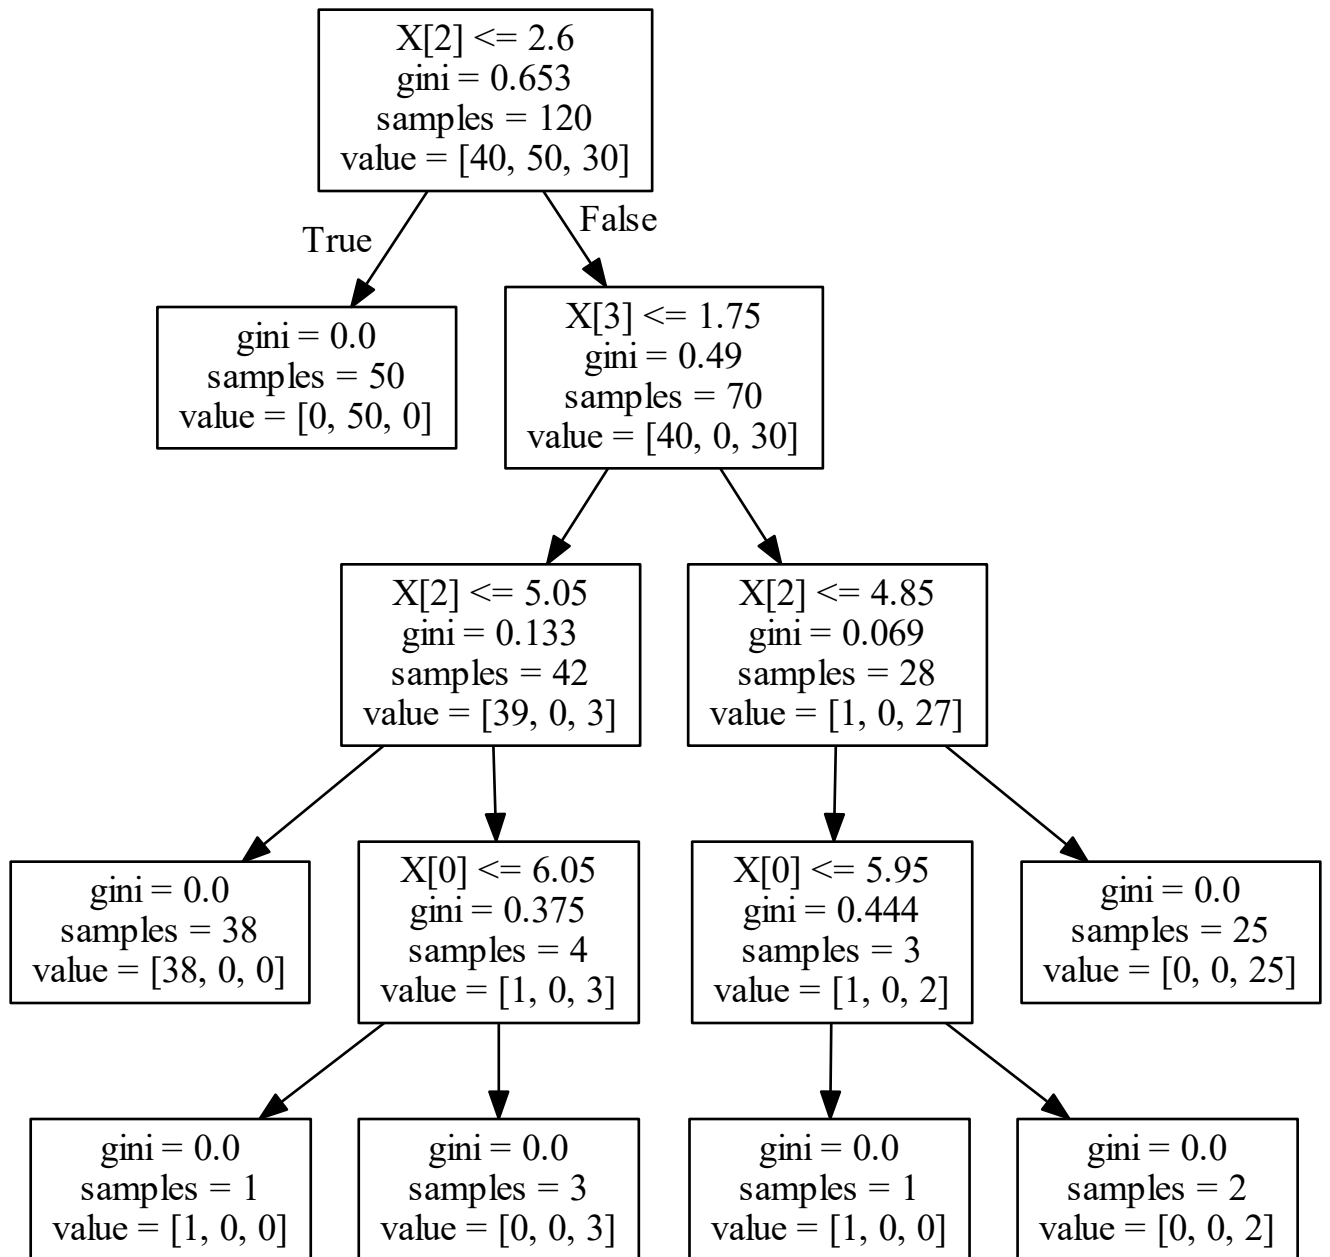 X[2] <= 2.6
gini = 0.653
samples = 120
value = [40, 50, 30]
True
False
gini = 0.0
samples = 50
value = [0, 50, 0]
X[3] <= 1.75
gini = 0.49
samples = 70
value = [40, 0, 30]
X[2] <= 5.05
gini = 0.133
samples = 42
value = [39, 0, 3]
X[2] <= 4.85
gini = 0.069
samples = 28
value = [1, 0, 27]
gini = 0.0
samples = 38
value = [38, 0, 0]
X[0] <= 6.05
gini = 0.375
samples = 4
value = [1, 0, 3]
X[0] <= 5.95
gini = 0.444
samples = 3
value = [1, 0, 2]
gini = 0.0
samples = 25
value = [0, 0, 25]
gini = 0.0
samples = 1
value = [1, 0, 0]
gini = 0.0
samples = 3
value = [0, 0, 3]
gini = 0.0
samples = 1
value = [1, 0, 0]
gini = 0.0
samples = 2
value = [0, 0, 2]